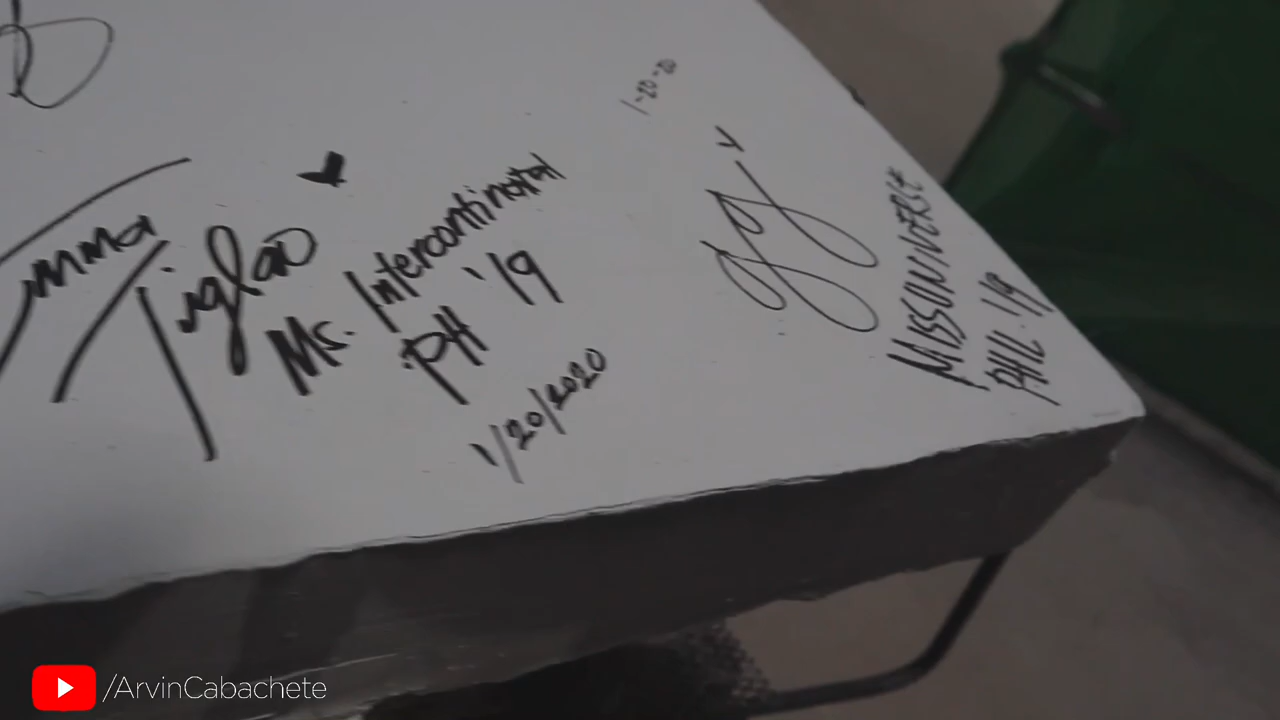 Emma
Tiglao
Ms. Intercontinental
PH '19
1/20/2020
1-20-20
MISS UNIVERSE
PHIL. '19
/ArvinCabachete